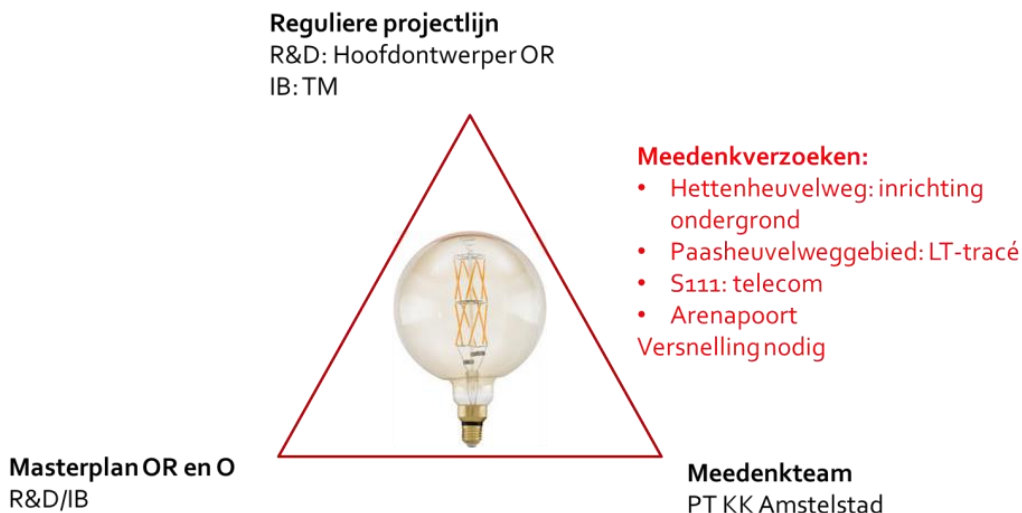 Reguliere projectlijn
R&D: Hoofdontwerper OR
IB: TM
Meedenkverzoeken:
• Hettenheuvelweg: inrichting
ondergrond
• Paasheuvelweggebied: LT-tracé
• S111: telecom
• Arenapoort
Versnelling nodig
Masterplan OR en O
R&D/IB
Meedenkteam
PT KK Amstelstad